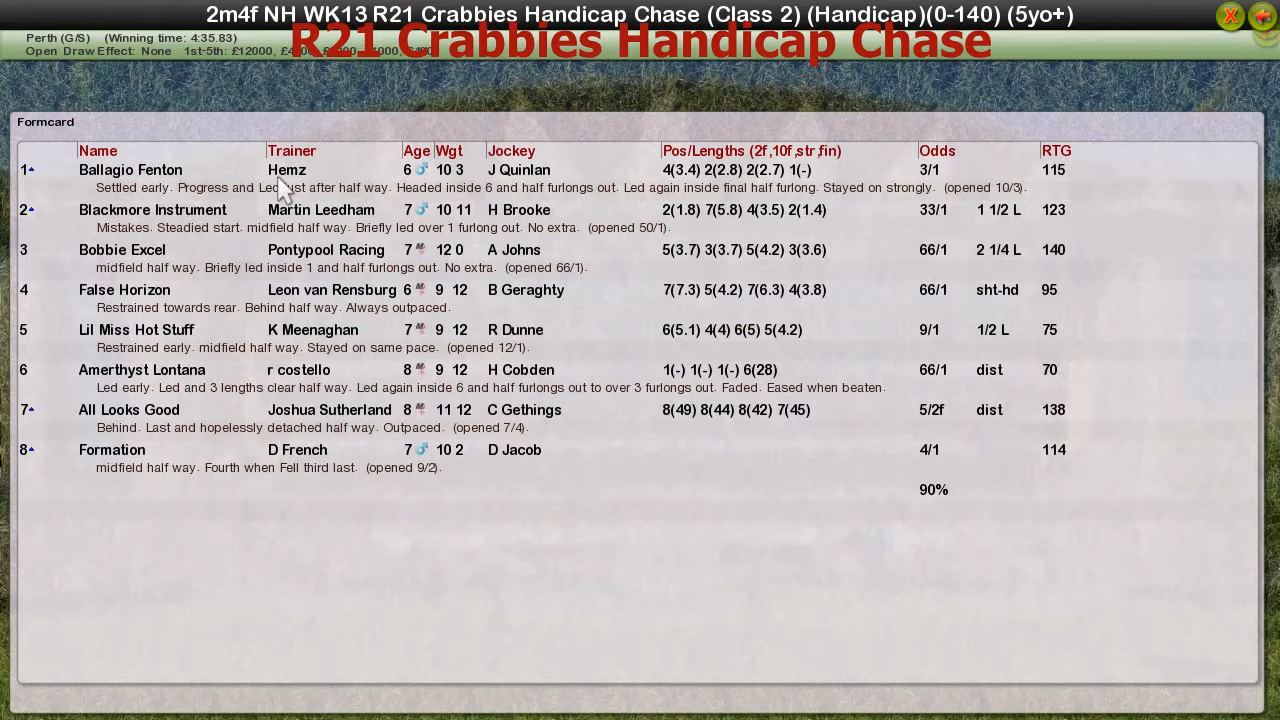 2m4f NH WK13 R21 Crabbies Handicap Chase (Class 2) (Handicap)(0-140) (5yo+)
R21 Crabbies Handicap Chase
Perth (G/S) (Winning time: 4:35.83)
Open Draw Effect: None 1st-5th: £12000,
Formcard
Name Trainer Age Wgt Jockey Pos/Lengths (2f,10f,str,fin) Odds RTG
1 Ballagio Fenton Hemz 6 10 3 J Quinlan 4(3.4) 2(2.8) 2(2.7) 1(-) 3/1 115
Settled early. Progress and Led just after half way. Headed inside 6 and half furlongs out. Led again inside final half furlong. Stayed on strongly. (opened 10/3).
2 Blackmore Instrument Martin Leedham 7 10 11 H Brooke 2(1.8) 7(5.8) 4(3.5) 2(1.4) 33/1 1 1/2 L 123
Mistakes. Steadied start. midfield half way. Briefly led over 1 furlong out. No extra. (opened 50/1).
3 Bobbie Excel Pontypool Racing 7 12 0 A Johns 5(3.7) 3(3.7) 5(4.2) 3(3.6) 66/1 2 1/4 L 140
midfield half way. Briefly led inside 1 and half furlongs out. No extra. (opened 66/1).
4 False Horizon Leon van Rensburg 6 9 12 B Geraghty 7(7.3) 5(4.2) 7(6.3) 4(3.8) 66/1 sht-hd 95
Restrained towards rear. Behind half way. Always outpaced.
5 Lil Miss Hot Stuff K Meenaghan 7 9 12 R Dunne 6(5.1) 4(4) 6(5) 5(4.2) 9/1 1/2 L 75
Restrained early. midfield half way. Stayed on same pace. (opened 12/1).
6 Amerthyst Lontana r costello 8 9 12 H Cobden 1(-) 1(-) 1(-) 6(28) 66/1 dist 70
Led early. Led and 3 lengths clear half way. Led again inside 6 and half furlongs out to over 3 furlongs out. Faded. Eased when beaten.
7 All Looks Good Joshua Sutherland 8 11 12 C Gethings 8(49) 8(44) 8(42) 7(45) 5/2f dist 138
Behind. Last and hopelessly detached half way. Outpaced. (opened 7/4).
8 Formation D French 7 10 2 D Jacob 4/1 114
midfield half way. Fourth when Fell third last. (opened 9/2).
90%